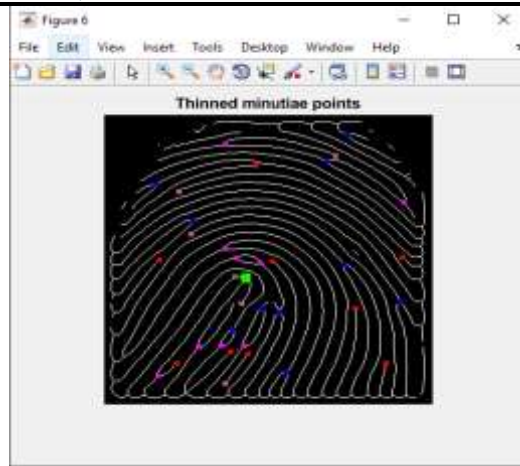 Figure 6
File Edit View Insert Tools Desktop Window Help
Thinned minutiae points